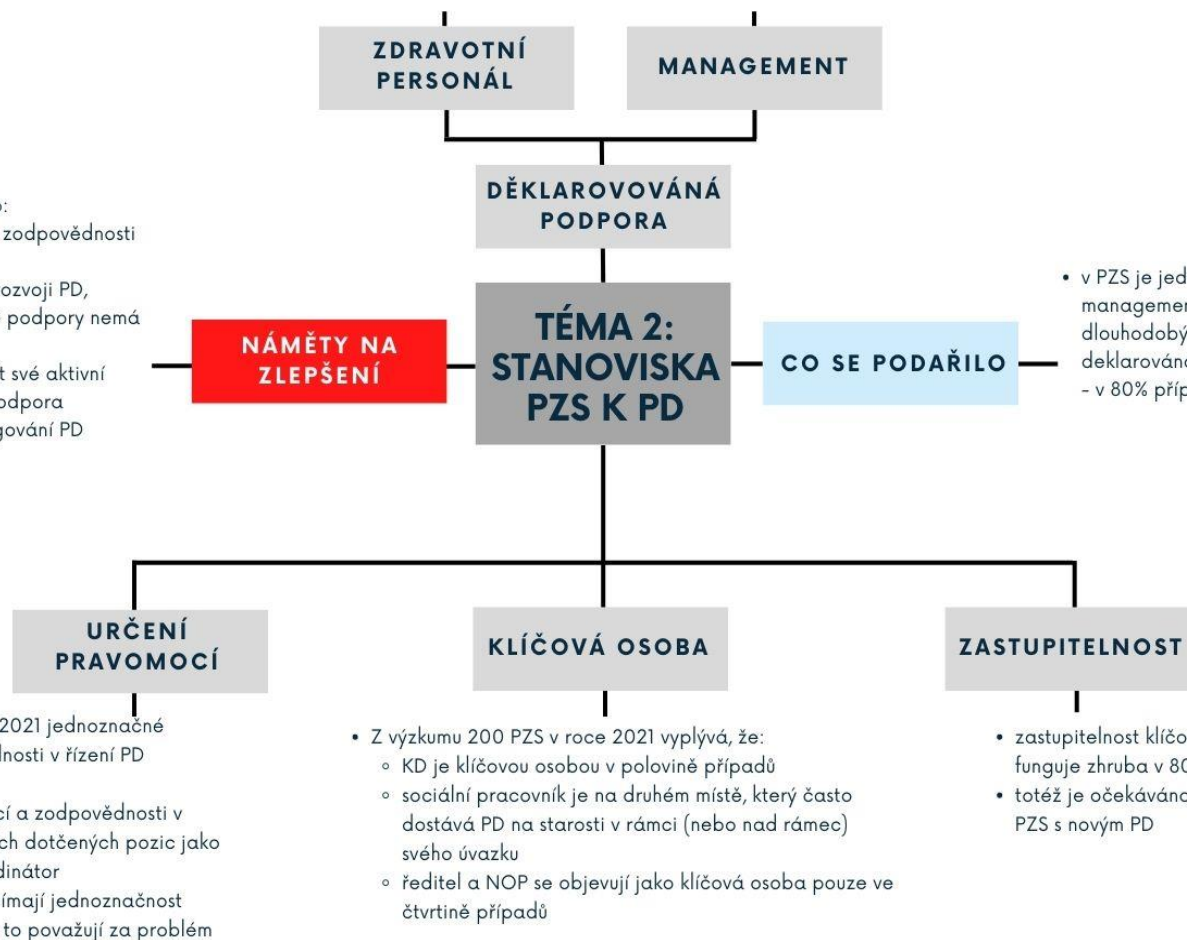 ZDRAVOTNÍ
PERSONÁL
MANAGEMENT
DĚKLAROVOVÁNÁ
PODPORA
zodpovědnosti
ozvoji PD,
podpory nemá
t své aktivní
odpora
gování PD
NÁMĚTY NA
ZLEPŠENÍ
TÉMA 2:
STANOVISKA
PZS K PD
CO SE PODAŘILO
• v PZS je jed
management
dlouhodobý
deklarován
- v 80% příp
URČENÍ
PRAVOMOCÍ
2021 jednoznačné
lnosti v řízení PD
cí a zodpovědnosti v
ch dotčených pozic jako
dinátor
ímají jednoznačnost
to považují za problém
KLÍČOVÁ OSOBA
• Z výzkumu 200 PZS v roce 2021 vyplývá, že:
◦ KD je klíčovou osobou v polovině případů
◦ sociální pracovník je na druhém místě, který často
dostává PD na starosti v rámci (nebo nad rámec)
svého úvazku
◦ ředitel a NOP se objevují jako klíčová osoba pouze ve
čtvrtině případů
ZASTUPITELNOST
• zastupitelnost klíčo
funguje zhruba v 80
• totéž je očekáváno
PZS s novým PD